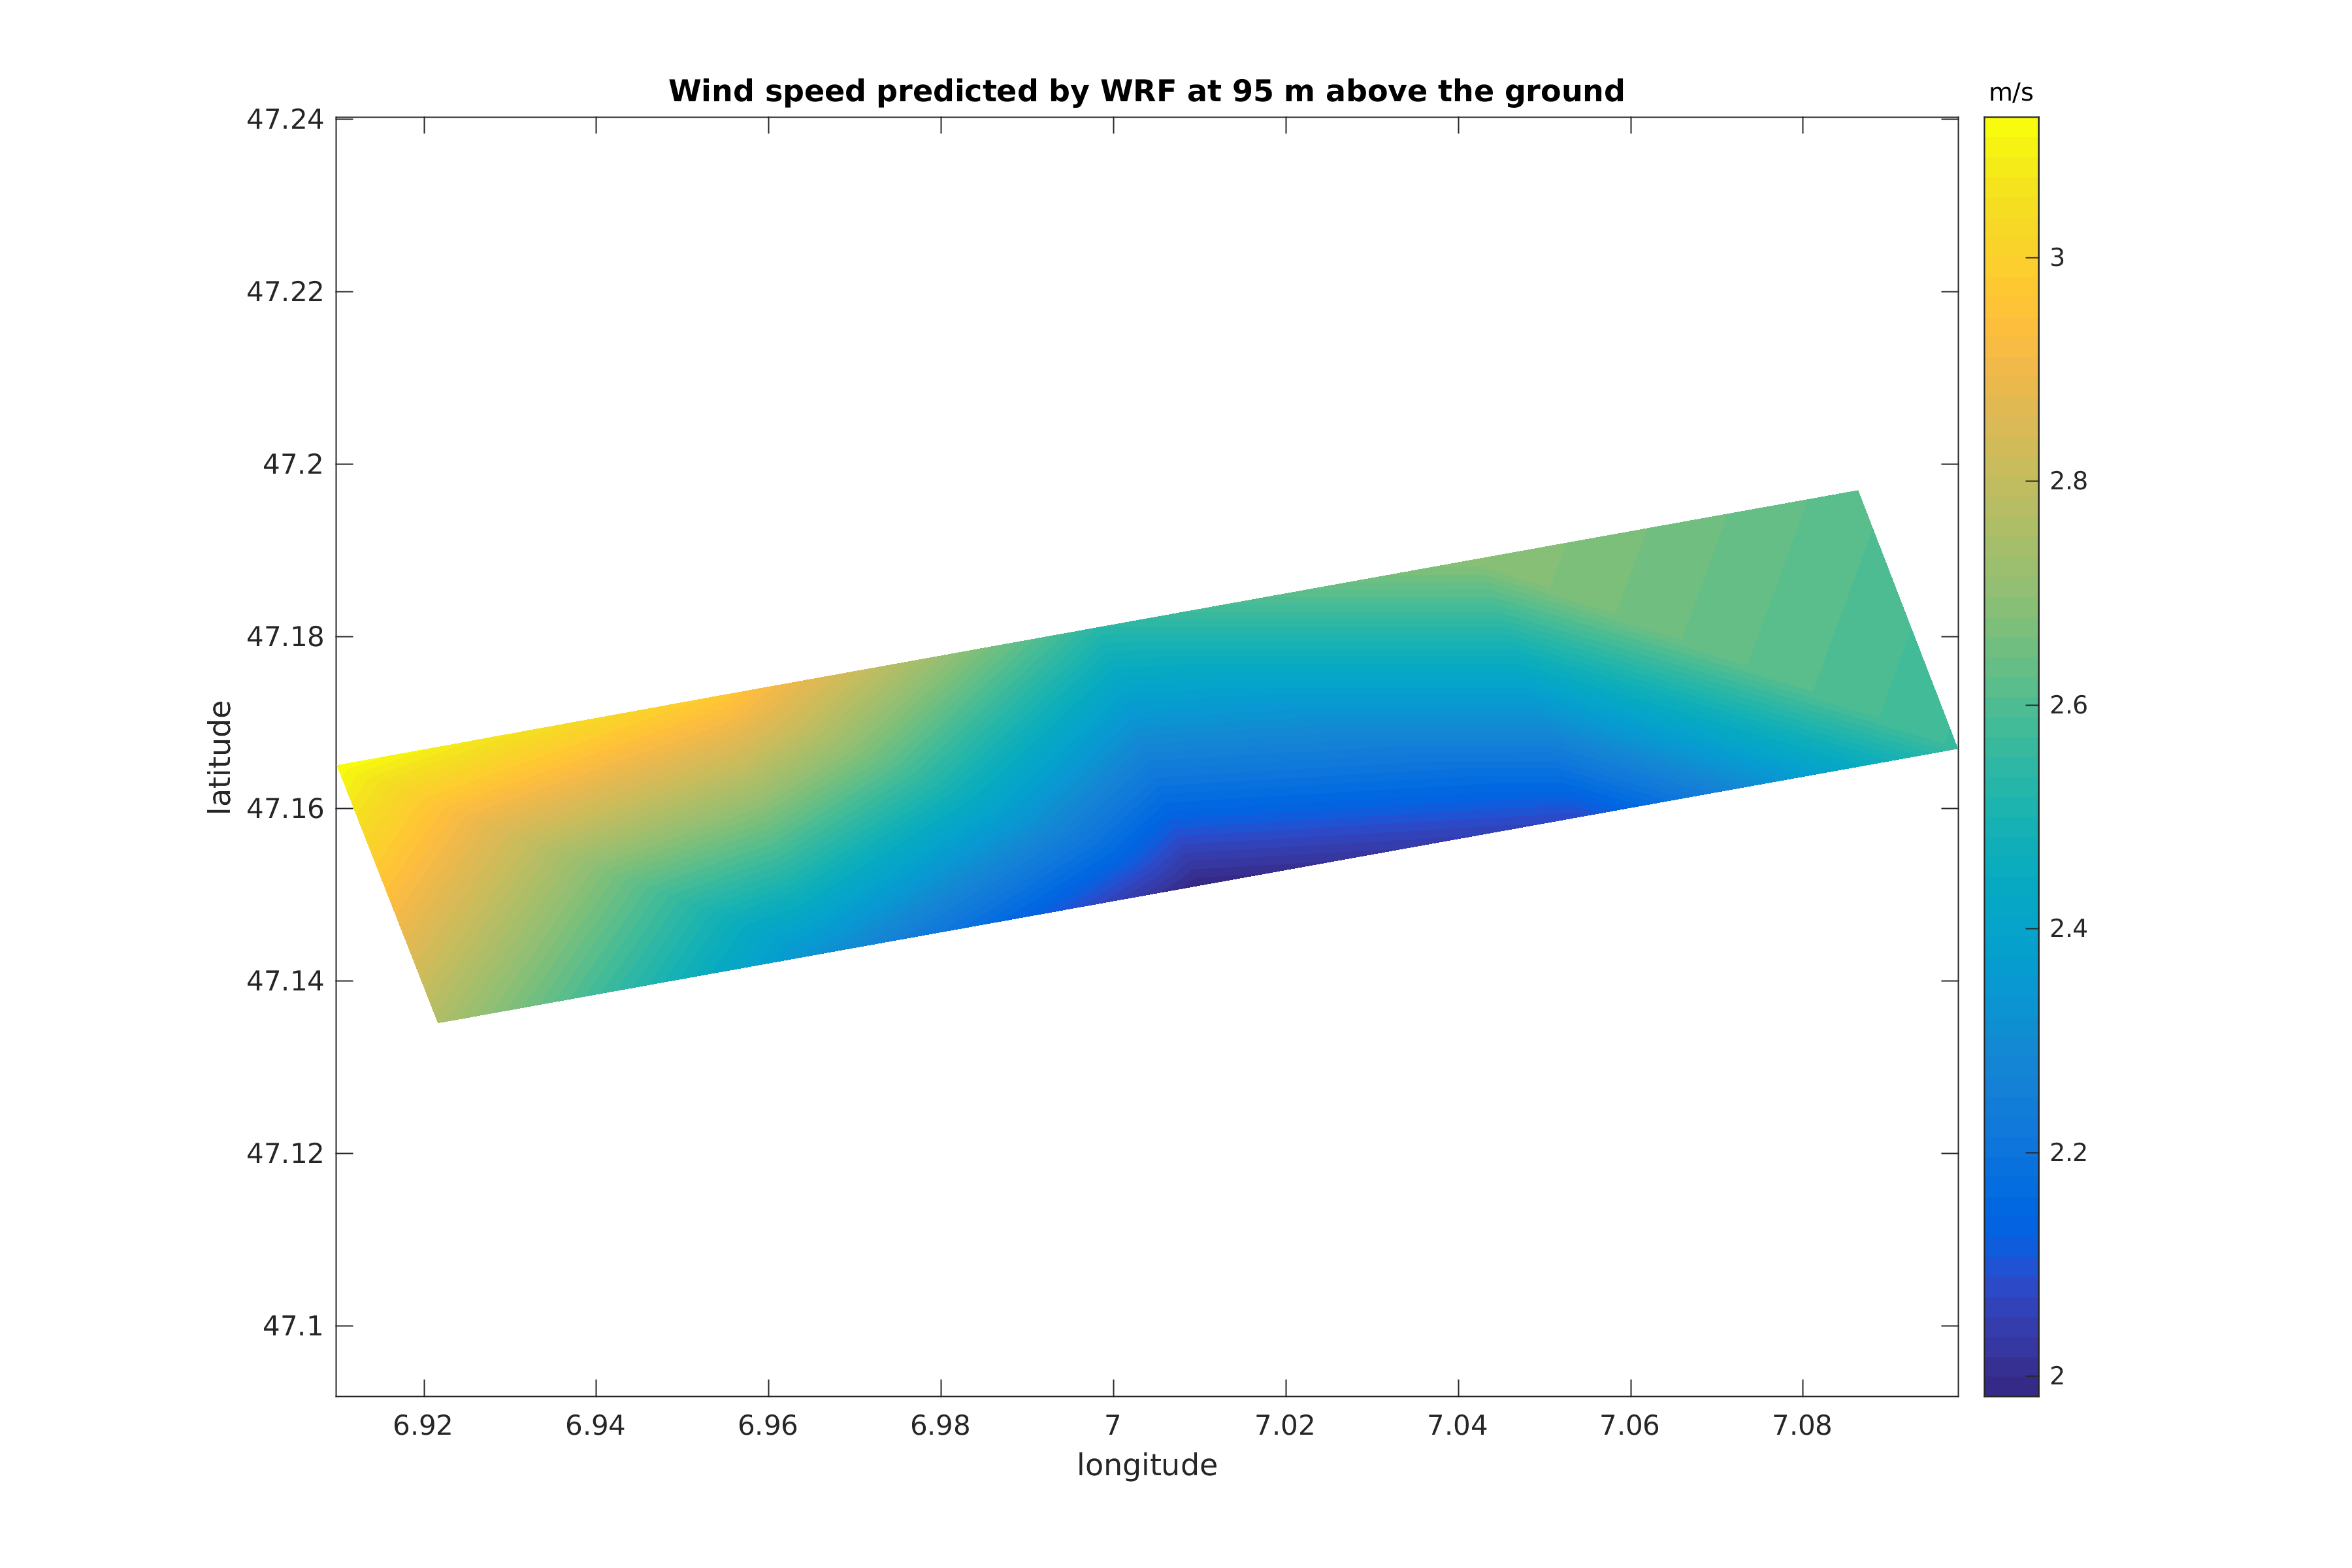 Wind speed predicted by WRF at 95 m above the ground
m/s
47.24
47.22
47.2
47.18
47.16
47.14
47.12
47.1
latitude
6.92 6.94 6.96 6.98 7 7.02 7.04 7.06 7.08
longitude
3
2.8
2.6
2.4
2.2
2